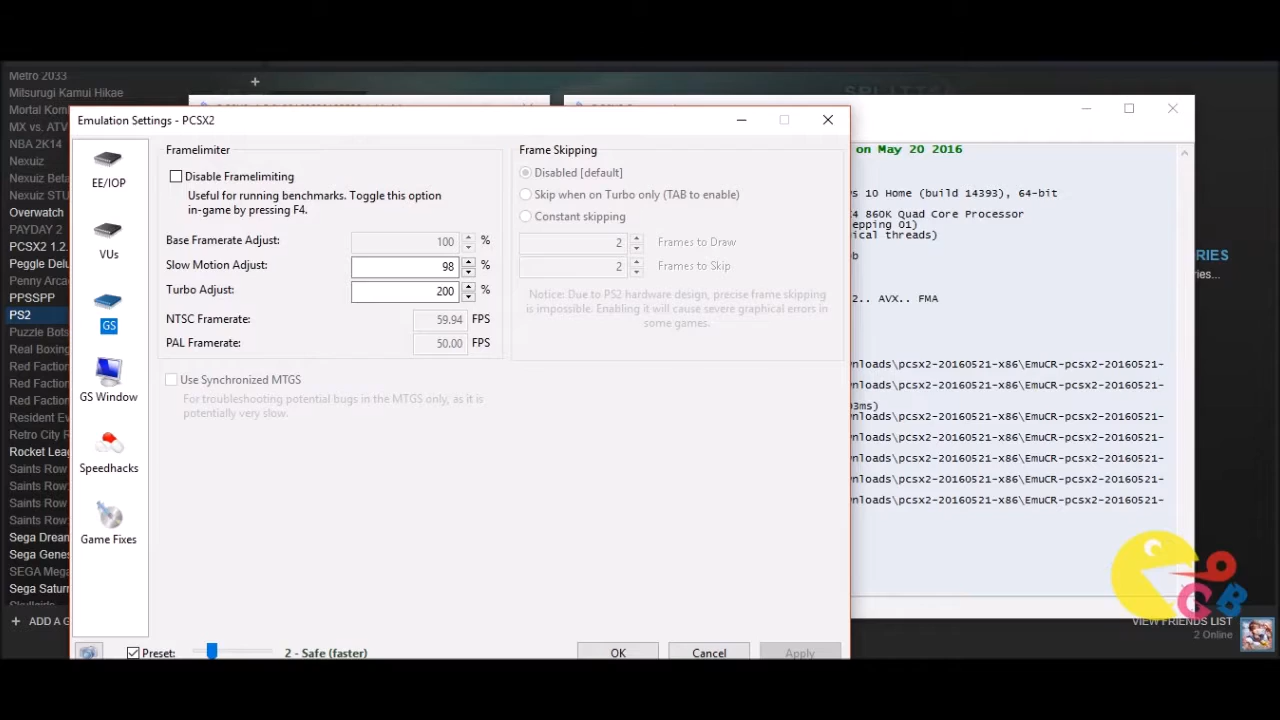 Metro 2033
Mitsurugi Kamui Hikae
Mortal Kom
MX vs. ATV
NBA 2K14
Nexuiz
Nexuiz Beta
Nexuiz STU
Overwatch
PAYDAY 2
PCSX2 1.2.
Peggle Delu
Penny Arca
PPSSPP
PS2
Puzzle Bots
Real Boxing
Red Faction
Red Faction
Red Faction
Resident Ev
Retro City R
Rocket Leag
Saints Row
Saints Row
Saints Row
Saints Row
Sega Dream
Sega Genes
SEGA Mega
Sega Saturn
Skullgirls
+ ADD A G
Emulation Settings - PCSX2
EE/IOP
VUs
GS
GS Window
Speedhacks
Game Fixes
Framelimiter
Disable Framelimiting
Useful for running benchmarks. Toggle this option
in-game by pressing F4.
Base Framerate Adjust: 100 %
Slow Motion Adjust: 98 %
Turbo Adjust: 200 %
NTSC Framerate: 59.94 FPS
PAL Framerate: 50.00 FPS
Use Synchronized MTGS
For troubleshooting potential bugs in the MTGS only, as it is
potentially very slow.
Frame Skipping
Disabled [default]
Skip when on Turbo only (TAB to enable)
Constant skipping
2 Frames to Draw
2 Frames to Skip
Notice: Due to PS2 hardware design, precise frame skipping
is impossible. Enabling it will cause severe graphical errors in
some games.
Preset: 2 - Safe (faster)
OK Cancel Apply
on May 20 2016
s 10 Home (build 14393), 64-bit
4 860K Quad Core Processor
epping 01)
ical threads)
b
2.. AVX.. FMA
nloads\pcsx2-20160521-x86\EmuCR-pcsx2-20160521-
nloads\pcsx2-20160521-x86\EmuCR-pcsx2-20160521-
03ms)
nloads\pcsx2-20160521-x86\EmuCR-pcsx2-20160521-
nloads\pcsx2-20160521-x86\EmuCR-pcsx2-20160521-
nloads\pcsx2-20160521-x86\EmuCR-pcsx2-20160521-
nloads\pcsx2-20160521-x86\EmuCR-pcsx2-20160521-
nloads\pcsx2-20160521-x86\EmuCR-pcsx2-20160521-
RIES
ries...
VIEW FRIENDS LIST
2 Online